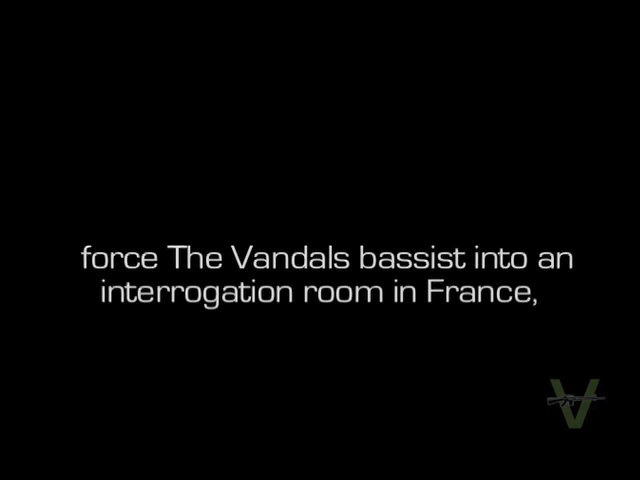 force The Vandals bassist into an
interrogation room in France,
V